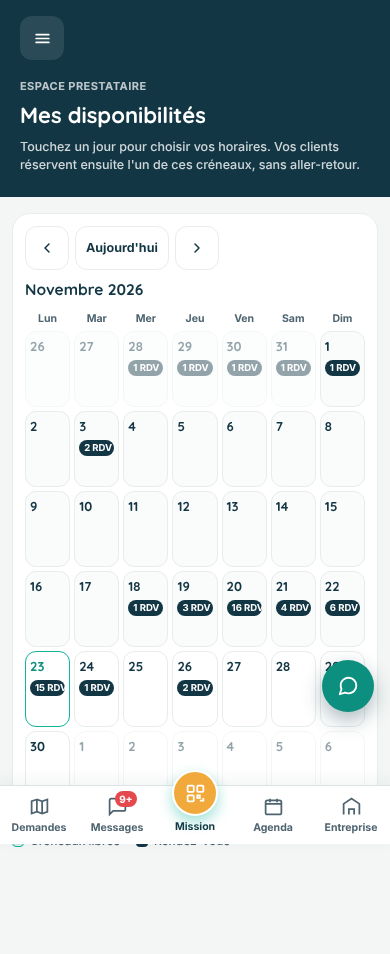 ESPACE PRESTATAIRE
Mes disponibilités
Touchez un jour pour choisir vos horaires. Vos clients
réservent ensuite l'un de ces créneaux, sans aller-retour.
Aujourd'hui
Novembre 2026
Lun Mar Mer Jeu Ven Sam Dim
26 27 28 29 30 31 1
1 RDV 1 RDV 1 RDV 1 RDV 1 RDV
2 3 4 5 6 7 8
2 RDV
9 10 11 12 13 14 15
16 17 18 19 20 21 22
1 RDV 3 RDV 16 RDV 4 RDV 6 RDV
23 24 25 26 27 28
15 RDV 1 RDV 2 RDV
30 1 2 3 4 5 6
9+
Demandes Messages Mission Agenda Entreprise